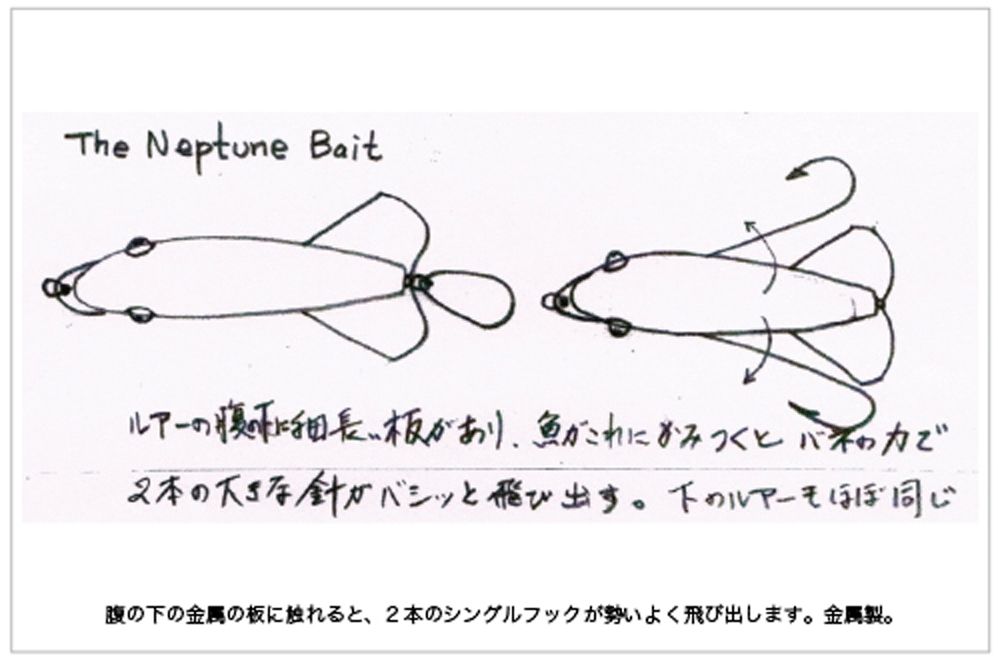 The Neptune Bait
ルアーの腹の下に細長い板があり、魚がこれにかみつくと バネの力で
2本の大きな針がバシッと飛び出す。 下のルアーもほぼ同じ
腹の下の金属の板に触れると、２本のシングルフックが勢いよく飛び出します。金属製。